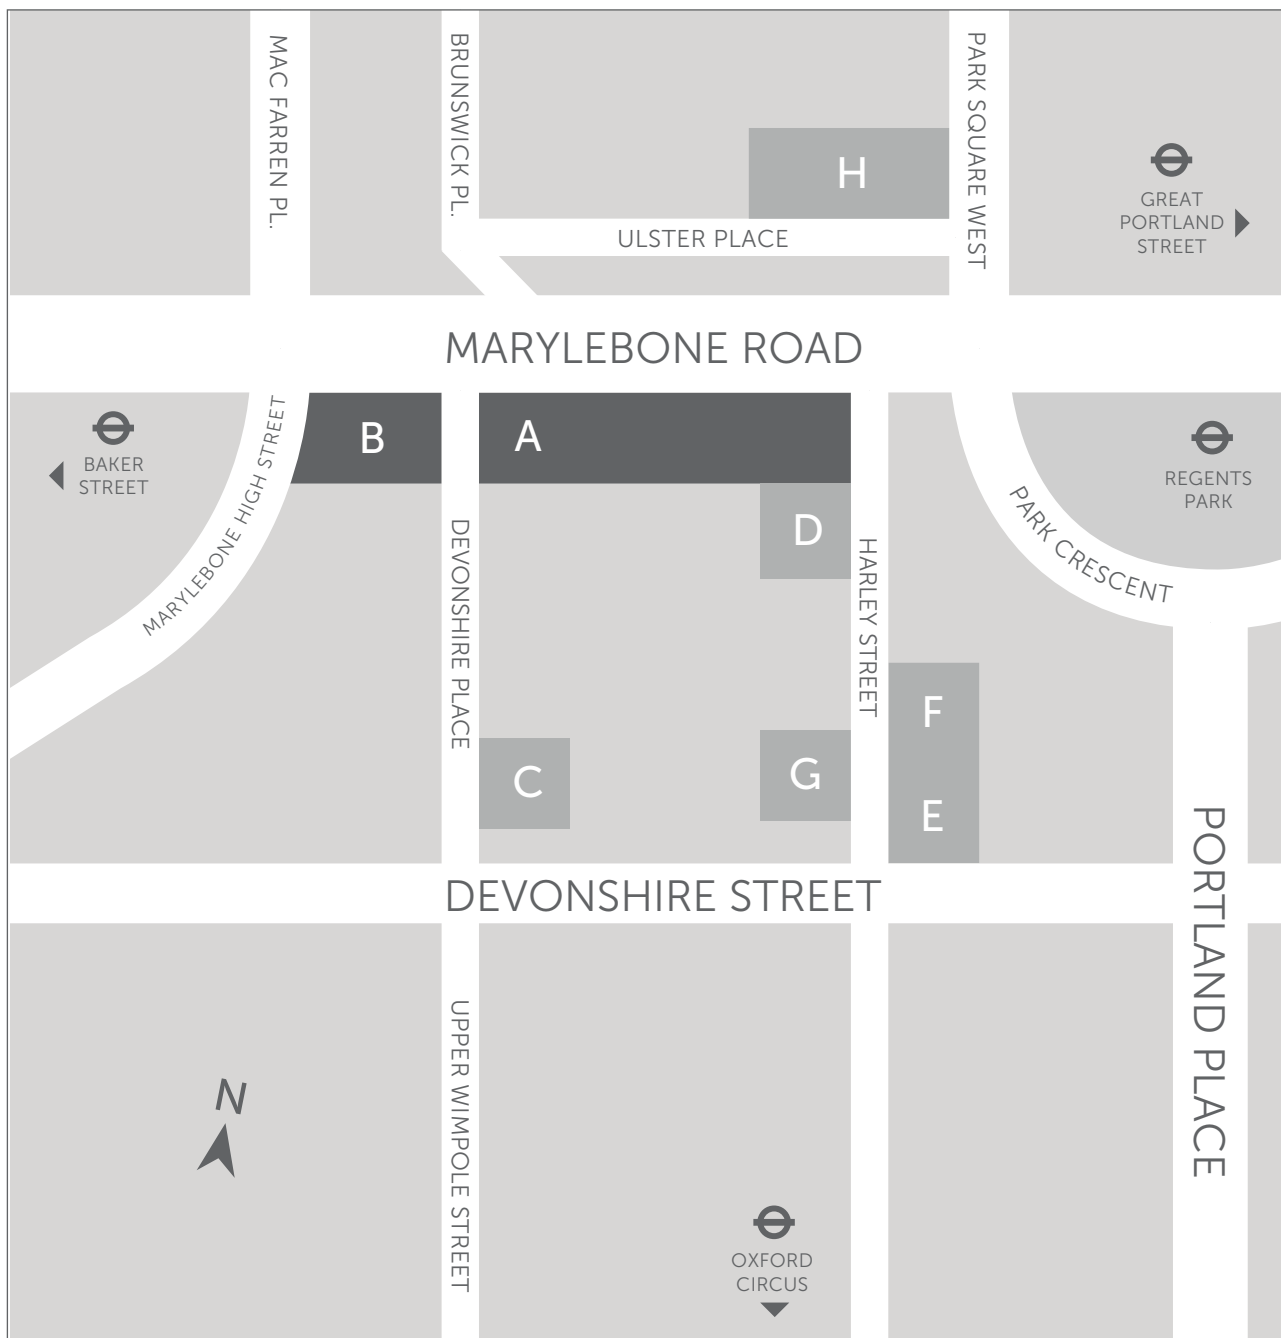 MAC FARREN PL.
BRUNSWICK PL.
PARK SQUARE WEST
H
GREAT
PORTLAND
STREET
ULSTER PLACE
MARYLEBONE ROAD
BAKER
STREET
MARYLEBONE HIGH STREET
B
A
REGENTS
PARK
PARK CRESCENT
DEVONSHIRE PLACE
D
HARLEY STREET
F
C
G
E
DEVONSHIRE STREET
PORTLAND PLACE
UPPER WIMPOLE STREET
N
OXFORD
CIRCUS